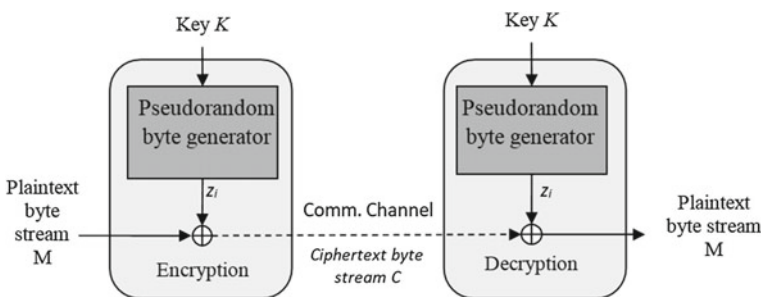 Key K
Key K
Pseudorandom
byte generator
Pseudorandom
byte generator
zi
zi
Plaintext
byte
stream
M
Comm. Channel
Ciphertext byte
stream C
Plaintext
byte stream
M
Encryption
Decryption